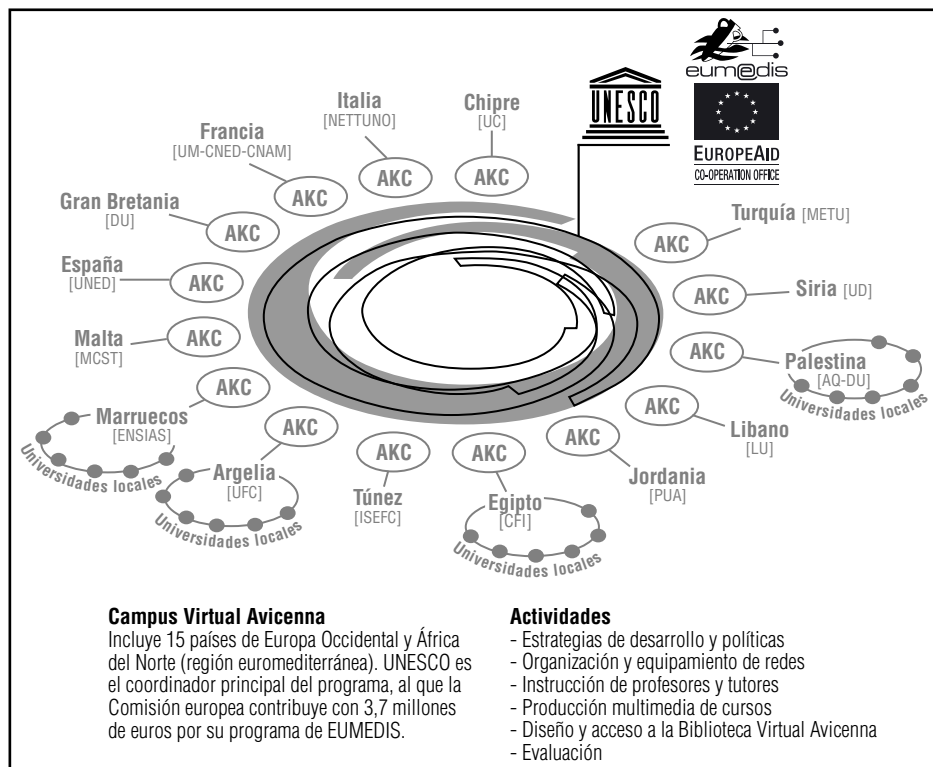 eum@dis
UNESCO
EUROPEAID
CO-OPERATION OFFICE
Italia
[NETTUNO]
Chipre
[UC]
Francia
[UM-CNED-CNAM]
AKC
AKC
AKC
Gran Bretania
[DU]
AKC
Turquía [METU]
AKC
España
[UNED]
AKC
Siria [UD]
AKC
Malta
[MCST]
AKC
Palestina
[AQ-DU]
Universidades locales
AKC
Marruecos
[ENSIAS]
Universidades locales
AKC
Libano
[LU]
AKC
Argelia
[UFC]
Universidades locales
AKC
Túnez
[ISEFC]
AKC
Egipto
[CFI]
Universidades locales
AKC
Jordania
[PUA]
AKC
Campus Virtual Avicenna
Incluye 15 países de Europa Occidental y África
del Norte (región euromediterránea). UNESCO es
el coordinador principal del programa, al que la
Comisión europea contribuye con 3,7 millones
de euros por su programa de EUMEDIS.
Actividades
- Estrategias de desarrollo y políticas
- Organización y equipamiento de redes
- Instrucción de profesores y tutores
- Producción multimedia de cursos
- Diseño y acceso a la Biblioteca Virtual Avicenna
- Evaluación